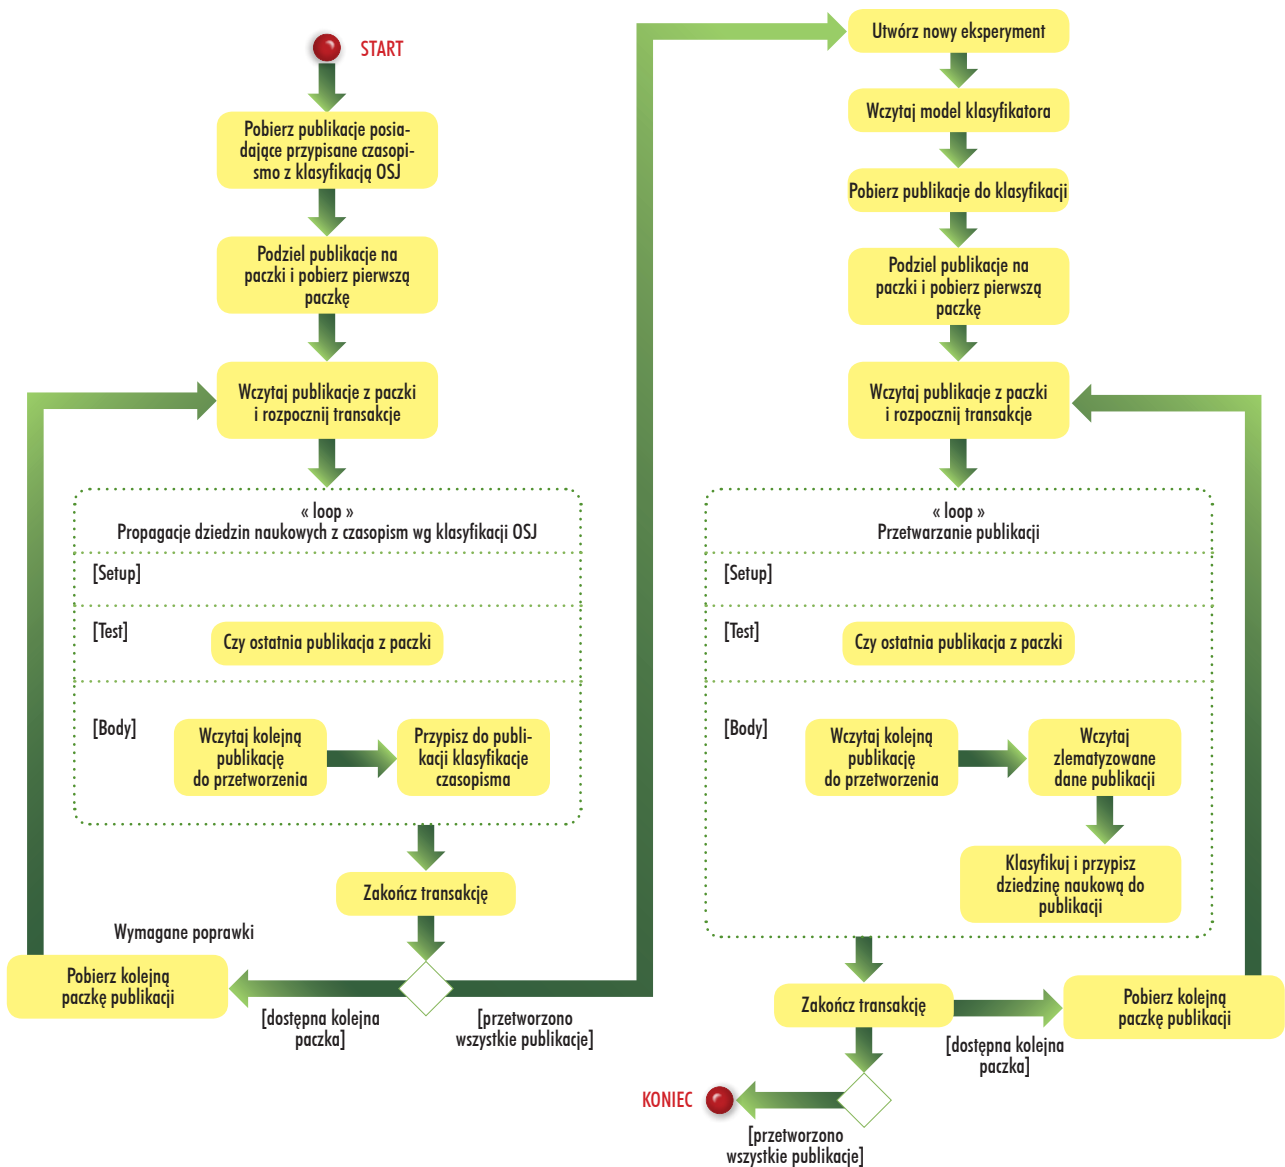 START
Pobierz publikacje posia-
dające przypisane czasopi-
smo z klasyfikacją OSJ
Podziel publikacje na
paczki i pobierz pierwszą
paczkę
Wczytaj publikacje z paczki
i rozpocznij transakcje
« loop »
Propagacje dziedzin naukowych z czasopism wg klasyfikacji OSJ
[Setup]
[Test]
Czy ostatnia publikacja z paczki
[Body]
Wczytaj kolejną
publikację
do przetworzenia
Przypisz do publi-
kacji klasyfikacje
czasopisma
Zakończ transakcję
Wymagane poprawki
Pobierz kolejną
paczkę publikacji
[dostępna kolejna
paczka]
[przetworzono
wszystkie publikacje]
Utwórz nowy eksperyment
Wczytaj model klasyfikatora
Pobierz publikacje do klasyfikacji
Podziel publikacje na
paczki i pobierz pierwszą
paczkę
Wczytaj publikacje z paczki
i rozpocznij transakcje
« loop »
Przetwarzanie publikacji
[Setup]
[Test]
Czy ostatnia publikacja z paczki
[Body]
Wczytaj kolejną
publikację
do przetworzenia
Wczytaj
zlematyzowane
dane publikacji
Klasyfikuj i przypisz
dziedzinę naukową do
publikacji
Zakończ transakcję
Pobierz kolejną
paczkę publikacji
[dostępna kolejna
paczka]
KONIEC
[przetworzono
wszystkie publikacje]